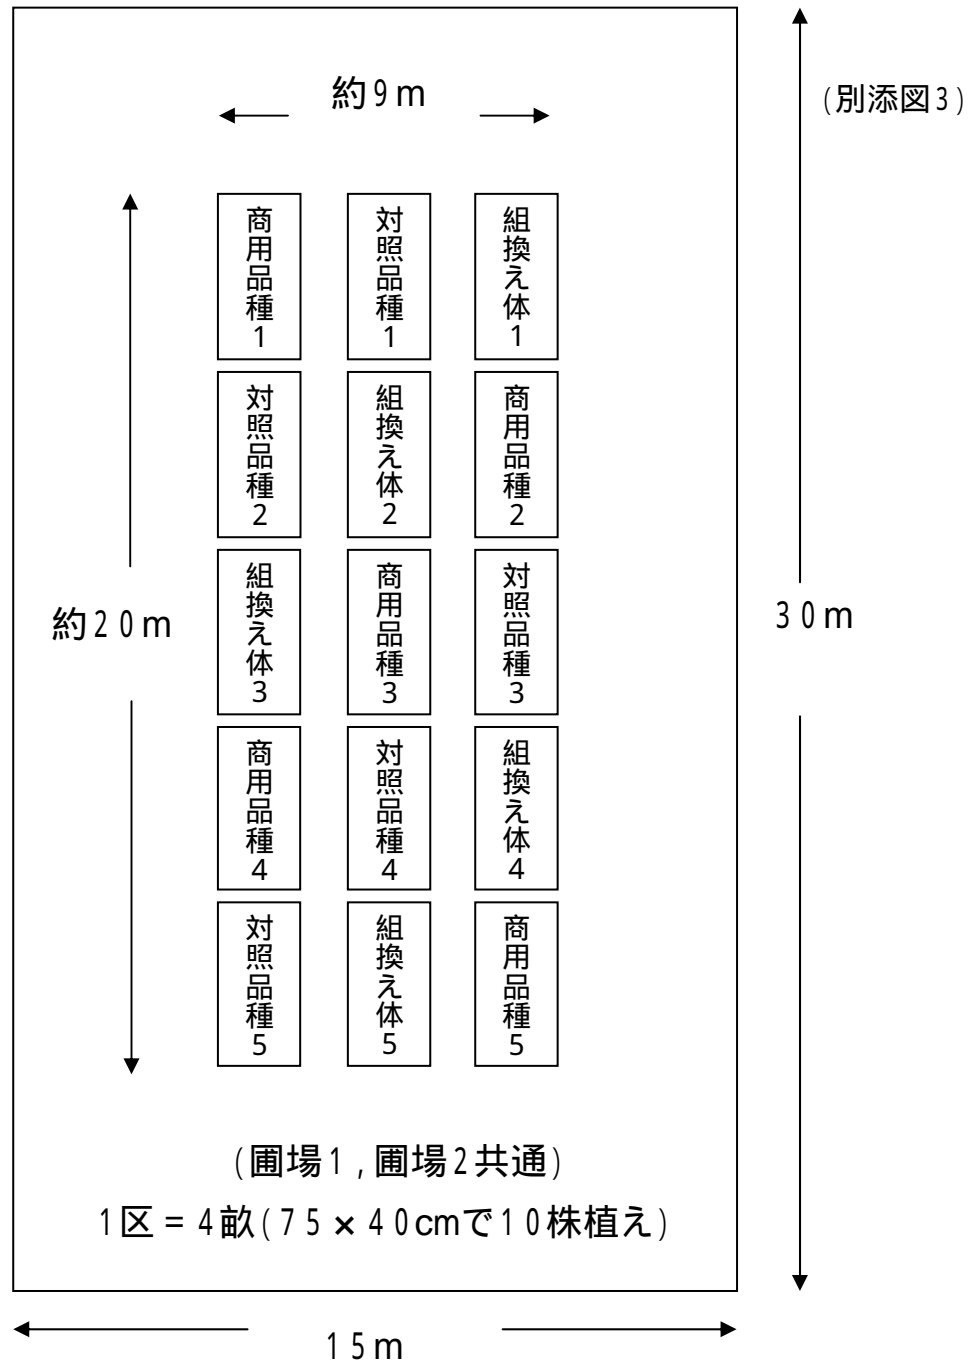 (別添図3)
約9m
商用品種1
対照品種1
組換え体1
対照品種2
組換え体2
商用品種2
組換え体3
商用品種3
対照品種3
約20m
30m
商用品種4
対照品種4
組換え体4
対照品種5
組換え体5
商用品種5
(圃場1,圃場2共通)
1区=4畝(75×40cmで10株植え)
15m